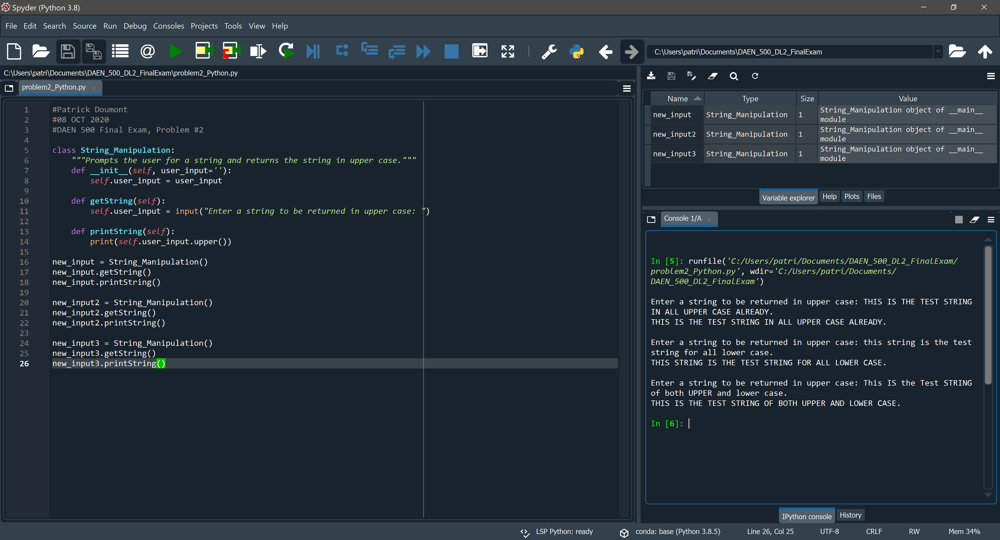 Spyder (Python 3.8)
File Edit Search Source Run Debug Consoles Projects Tools View Help
C:\Users\patri\Documents\DAEN_500_DL2_FinalExam
C:\Users\patri\Documents\DAEN_500_DL2_FinalExam\problem2_Python.py
problem2_Python.py
1 #Patrick Doumont
2 #08 OCT 2020
3 #DAEN 500 Final Exam, Problem #2
4
5 class String_Manipulation:
6     """Prompts the user for a string and returns the string in upper case."""
7     def __init__(self, user_input=''):
8         self.user_input = user_input
9
10     def getString(self):
11         self.user_input = input("Enter a string to be returned in upper case: ")
12
13     def printString(self):
14         print(self.user_input.upper())
15
16 new_input = String_Manipulation()
17 new_input.getString()
18 new_input.printString()
19
20 new_input2 = String_Manipulation()
21 new_input2.getString()
22 new_input2.printString()
23
24 new_input3 = String_Manipulation()
25 new_input3.getString()
26 new_input3.printString()
Name Type Size Value
new_input String_Manipulation 1 String_Manipulation object of __main__
module
new_input2 String_Manipulation 1 String_Manipulation object of __main__
module
new_input3 String_Manipulation 1 String_Manipulation object of __main__
module
Variable explorer Help Plots Files
Console 1/A
In [5]: runfile('C:/Users/patri/Documents/DAEN_500_DL2_FinalExam/
problem2_Python.py', wdir='C:/Users/patri/Documents/
DAEN_500_DL2_FinalExam')
Enter a string to be returned in upper case: THIS IS THE TEST STRING
IN ALL UPPER CASE ALREADY.
THIS IS THE TEST STRING IN ALL UPPER CASE ALREADY.
Enter a string to be returned in upper case: this string is the test
string for all lower case.
THIS STRING IS THE TEST STRING FOR ALL LOWER CASE.
Enter a string to be returned in upper case: This IS the Test STRING
of both UPPER and lower case.
THIS IS THE TEST STRING OF BOTH UPPER AND LOWER CASE.
In [6]:
IPython console History
LSP Python: ready conda: base (Python 3.8.5) Line 26, Col 25 UTF-8 CRLF RW Mem 34%